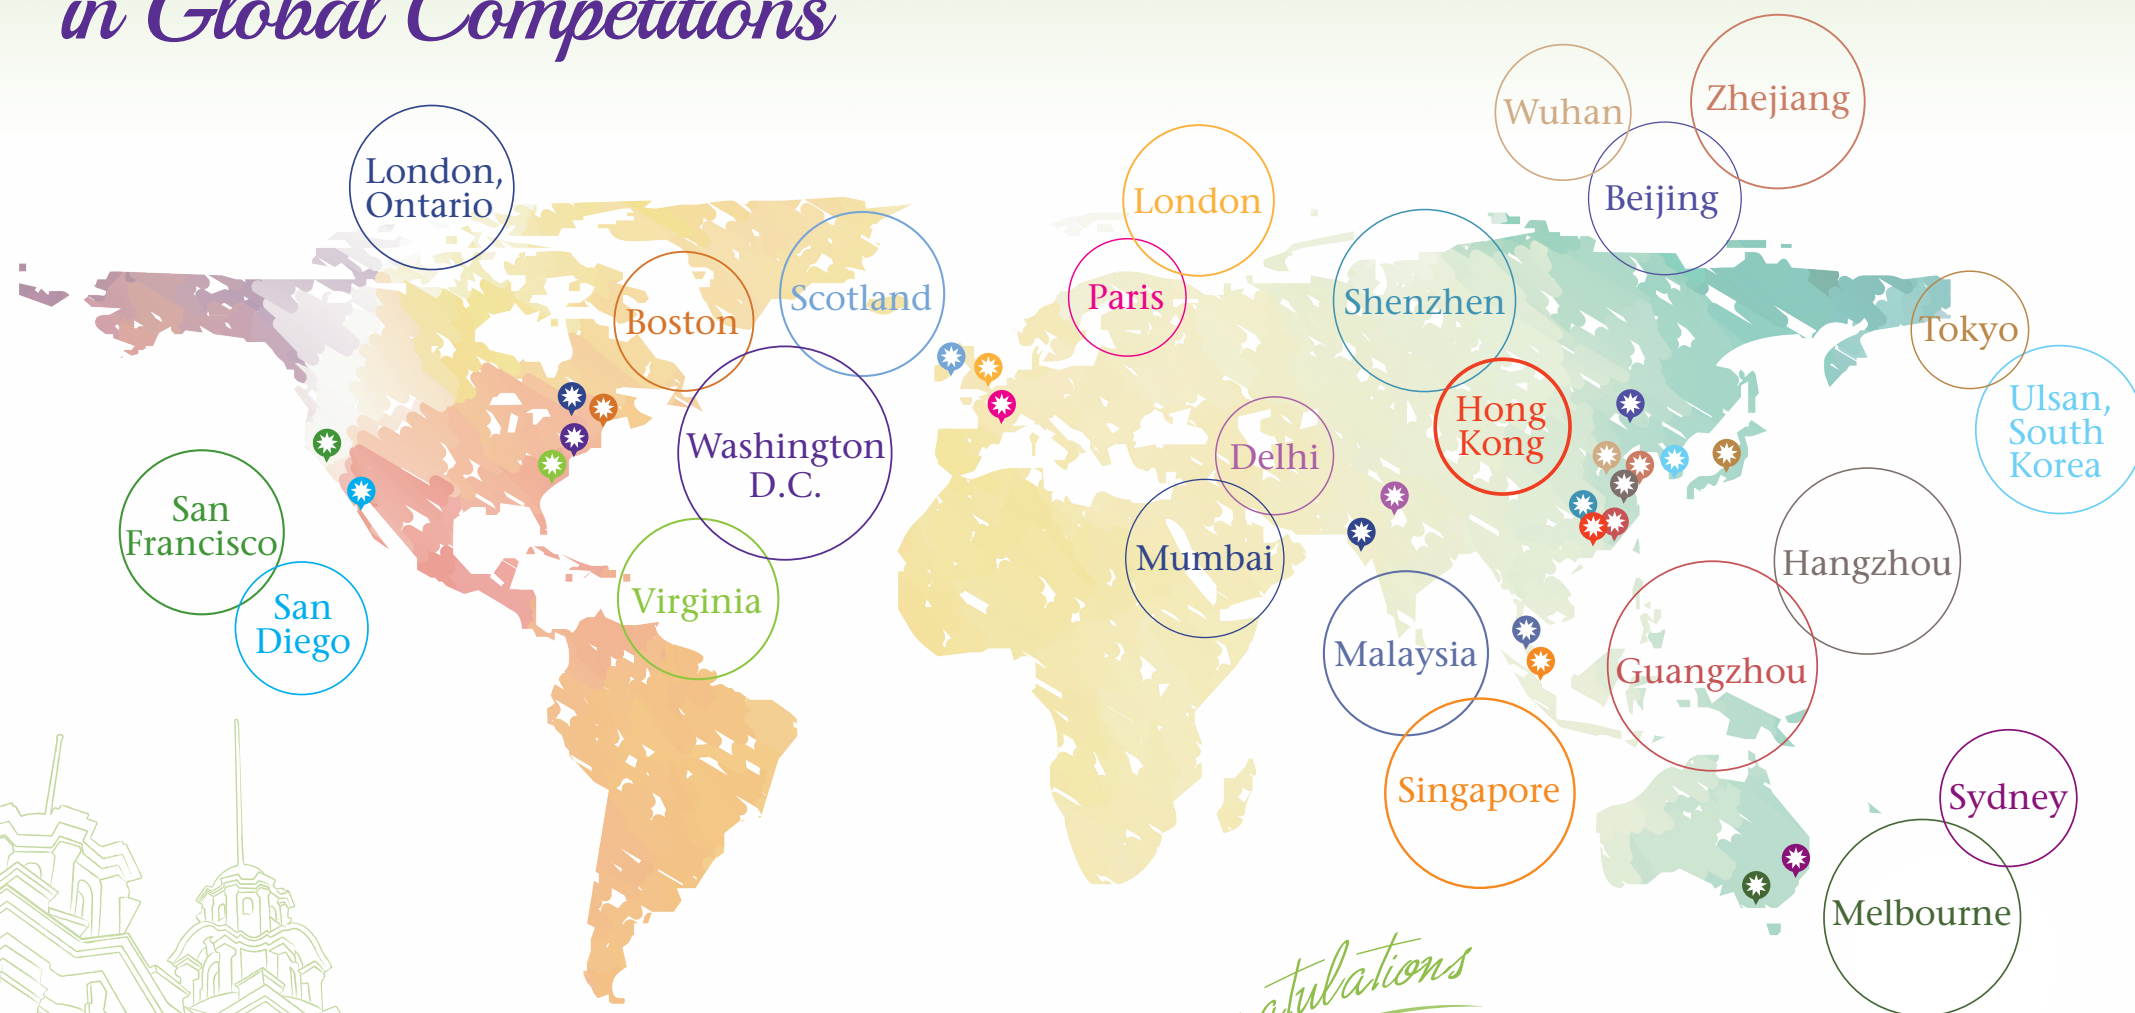 in Global Competitions
London,
Ontario
Boston
Scotland
Washington
D.C.
San
Francisco
San
Diego
Virginia
London
Paris
Delhi
Mumbai
Wuhan
Zhejiang
Beijing
Shenzhen
Hong
Kong
Tokyo
Ulsan,
South
Korea
Hangzhou
Guangzhou
Malaysia
Singapore
Sydney
Melbourne